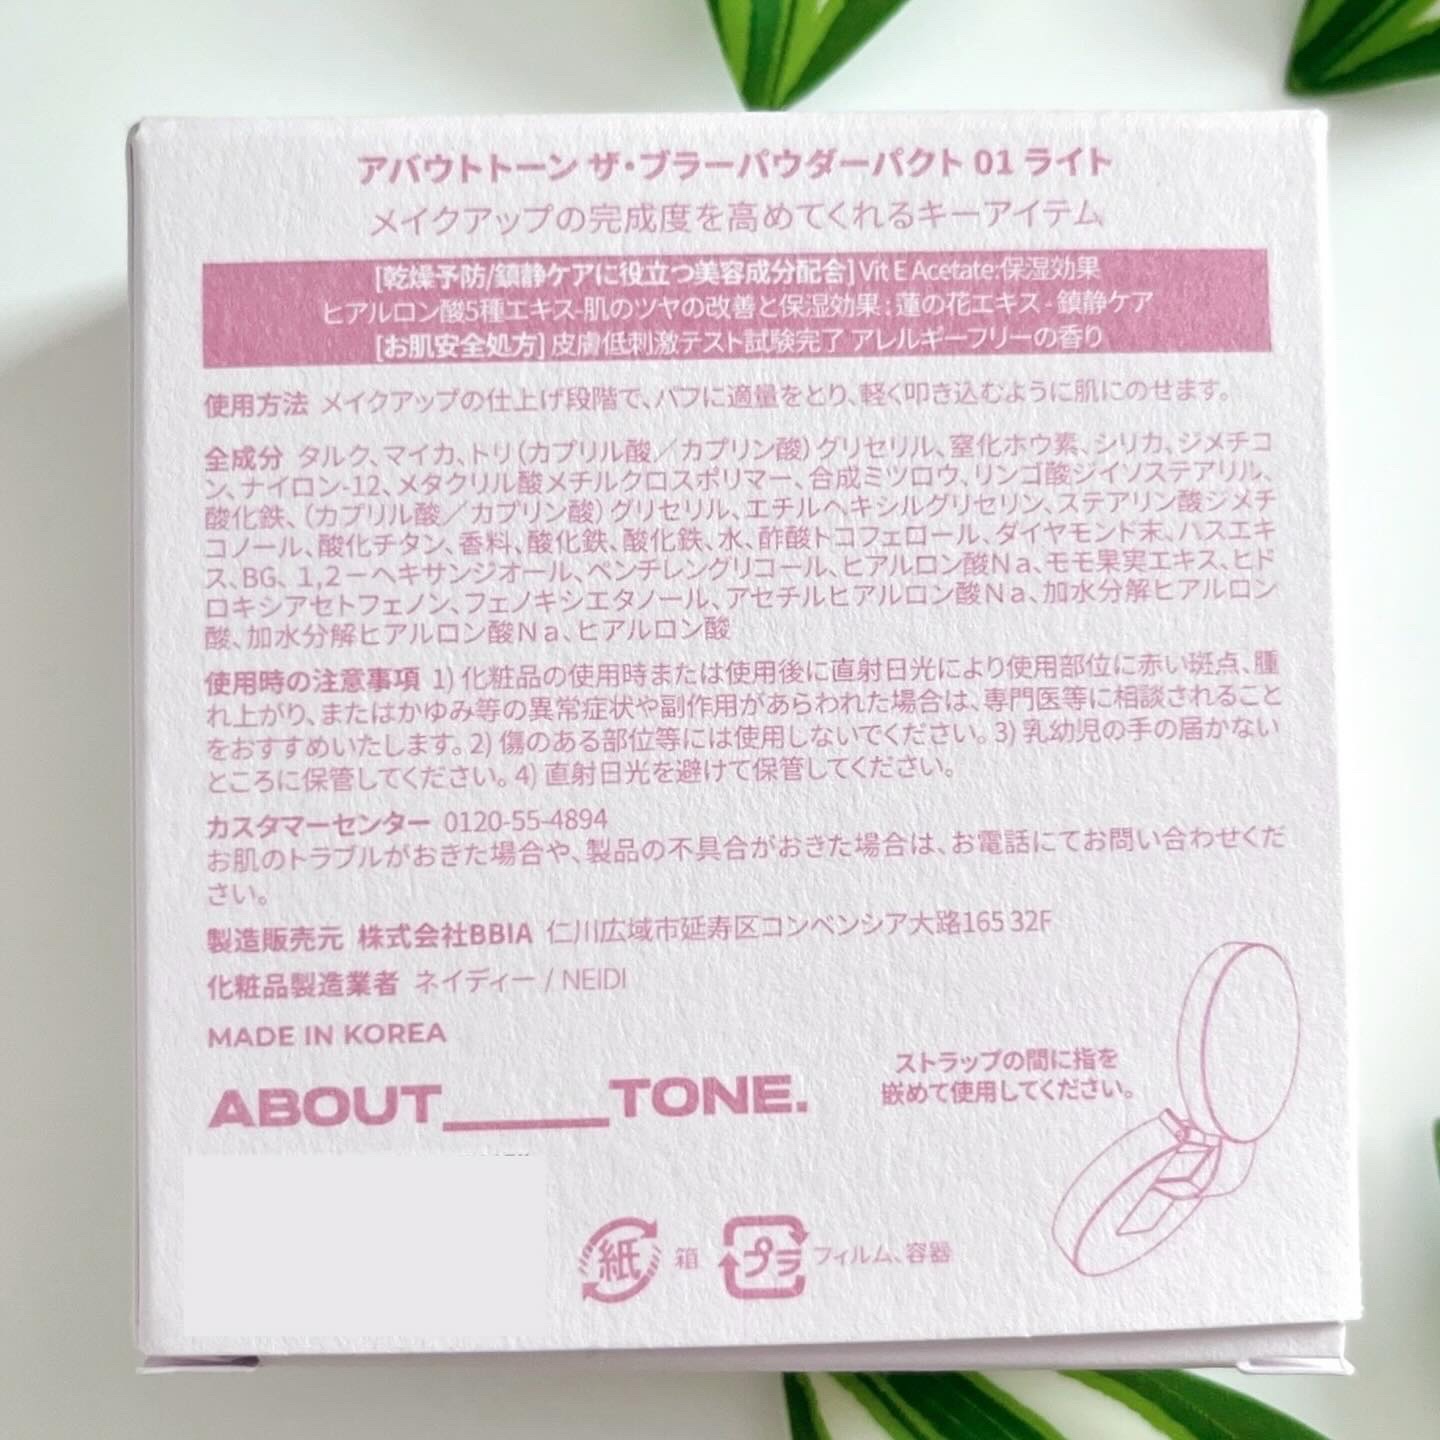 アバウトトーン ザ・ブラーパウダーパクト 01 ライト
メイクアップの完成度を高めてくれるキーアイテム
[乾燥予防/鎮静ケアに役立つ美容成分配合] Vit E Acetate:保湿効果
ヒアルロン酸5種エキス-肌のツヤの改善と保湿効果 ; 蓮の花エキス - 鎮静ケア
[お肌安全処方] 皮膚低刺激テスト試験完了 アレルギーフリーの香り
使用方法 メイクアップの仕上げ段階で、パフに適量をとり、軽く叩き込むように肌にのせます。
全成分 タルク、マイカ、トリ（カプリル酸／カプリン酸）グリセリル、窒化ホウ素、シリカ、ジメチコ
ン、ナイロン-12、メタクリル酸メチルクロスポリマー、合成ミツロウ、リンゴ酸ジイソステアリル、
酸化鉄、（カプリル酸／カプリン酸）グリセリル、エチルヘキシルグリセリン、ステアリン酸ジメチ
コノール、酸化チタン、香料、酸化鉄、酸化鉄、水、酢酸トコフェロール、ダイヤモンド末、ハスエキ
ス、BG、1,2－ヘキサンジオール、ペンチレングリコール、ヒアルロン酸Ｎａ、モモ果実エキス、ヒド
ロキシアセトフェノン、フェノキシエタノール、アセチルヒアルロン酸Ｎａ、加水分解ヒアルロン
酸、加水分解ヒアルロン酸Ｎａ、ヒアルロン酸
使用時の注意事項 1) 化粧品の使用時または使用後に直射日光により使用部位に赤い斑点、腫
れ上がり、またはかゆみ等の異常症状や副作用があらわれた場合は、専門医等に相談されること
をおすすめいたします。2) 傷のある部位等には使用しないでください。3) 乳幼児の手の届かない
ところに保管してください。4) 直射日光を避けて保管してください。
カスタマーセンター 0120-55-4894
お肌のトラブルがおきた場合や、製品の不具合がおきた場合は、お電話にてお問い合わせくだ
さい。
製造販売元 株式会社BBIA 仁川広域市延寿区コンベンシア大路165 32F
化粧品製造業者 ネイディー / NEIDI
MADE IN KOREA
ストラップの間に指を
嵌めて使用してください。
ABOUT____TONE.
紙 箱 プラ フィルム、容器